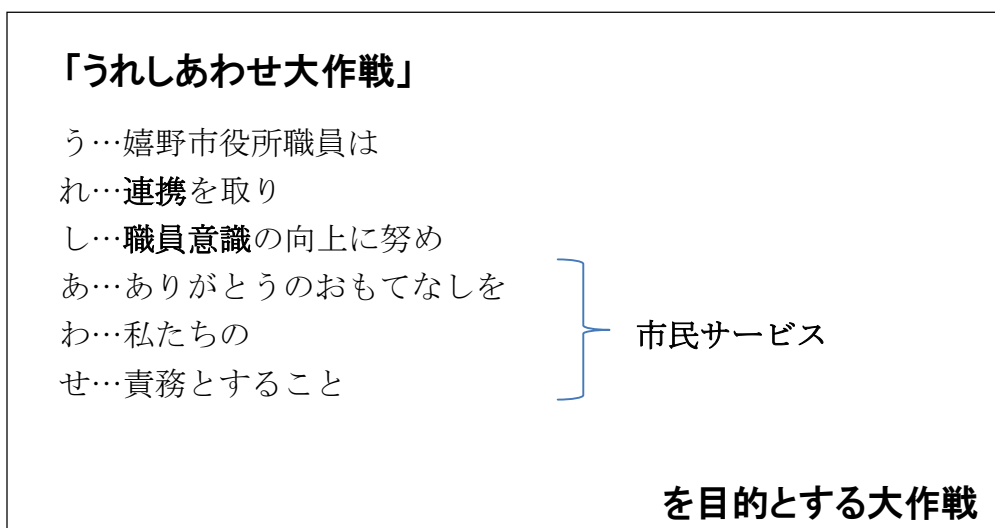 「うれしあわせ大作戦」
う…嬉野市役所職員は
れ…連携を取り
し…職員意識の向上に努め
あ…ありがとうのおもてなしを
わ…私たちの
せ…責務とすること
市民サービス
を目的とする大作戦